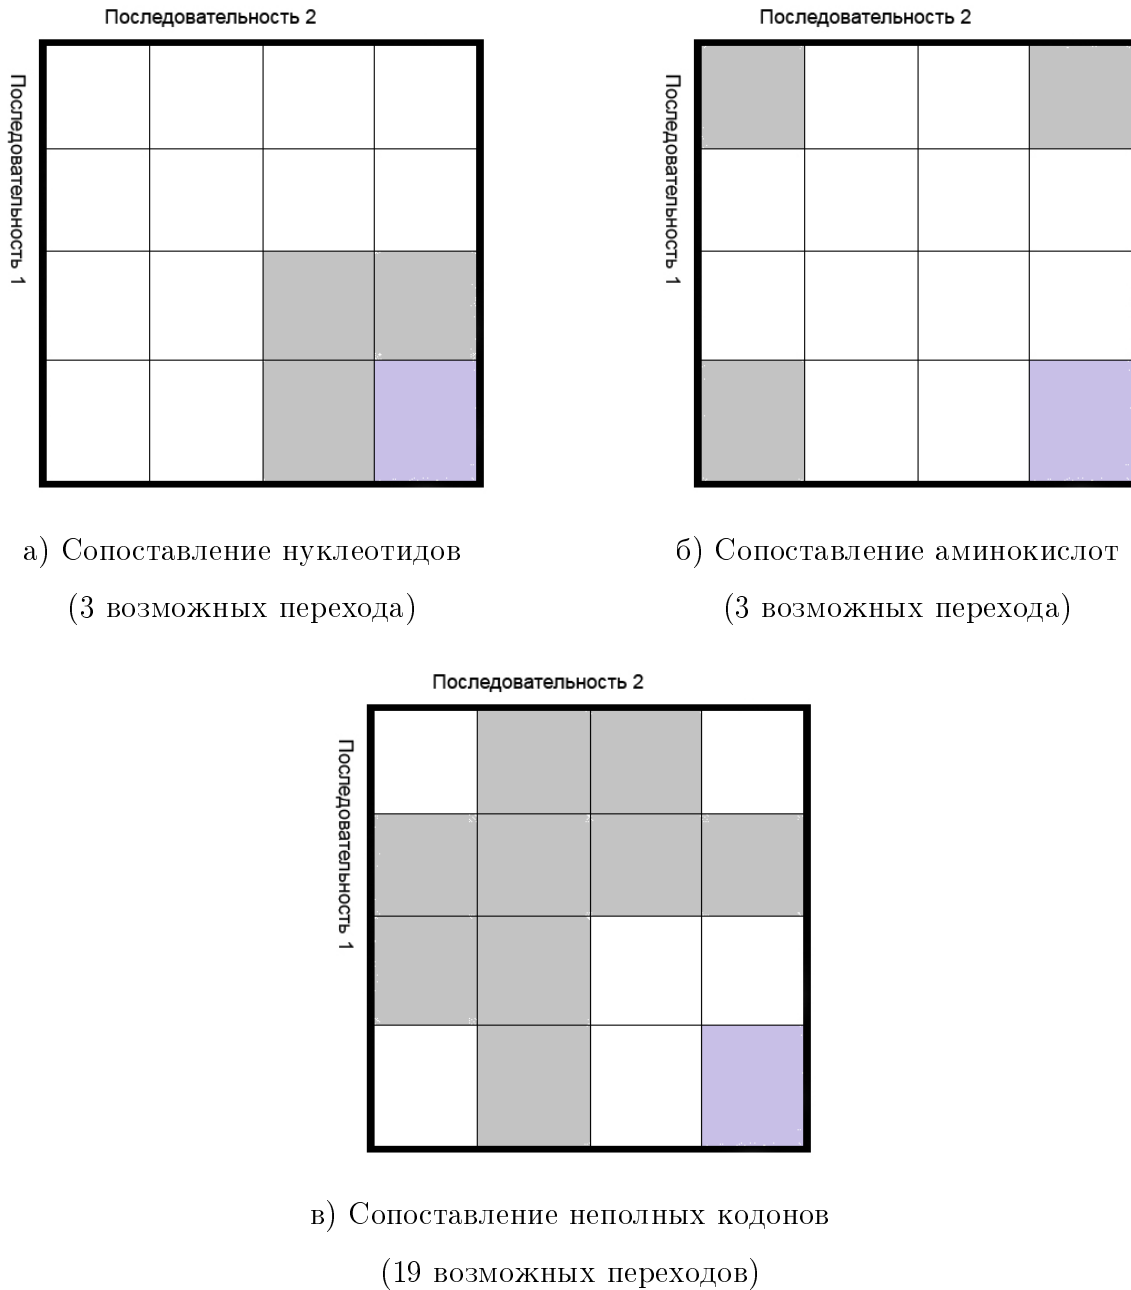 Последовательность 2
Последовательность 1
Последовательность 2
Последовательность 1
а) Сопоставление нуклеотидов
(3 возможных перехода)
б) Сопоставление аминокислот
(3 возможных перехода)
Последовательность 2
Последовательность 1
в) Сопоставление неполных кодонов
(19 возможных переходов)